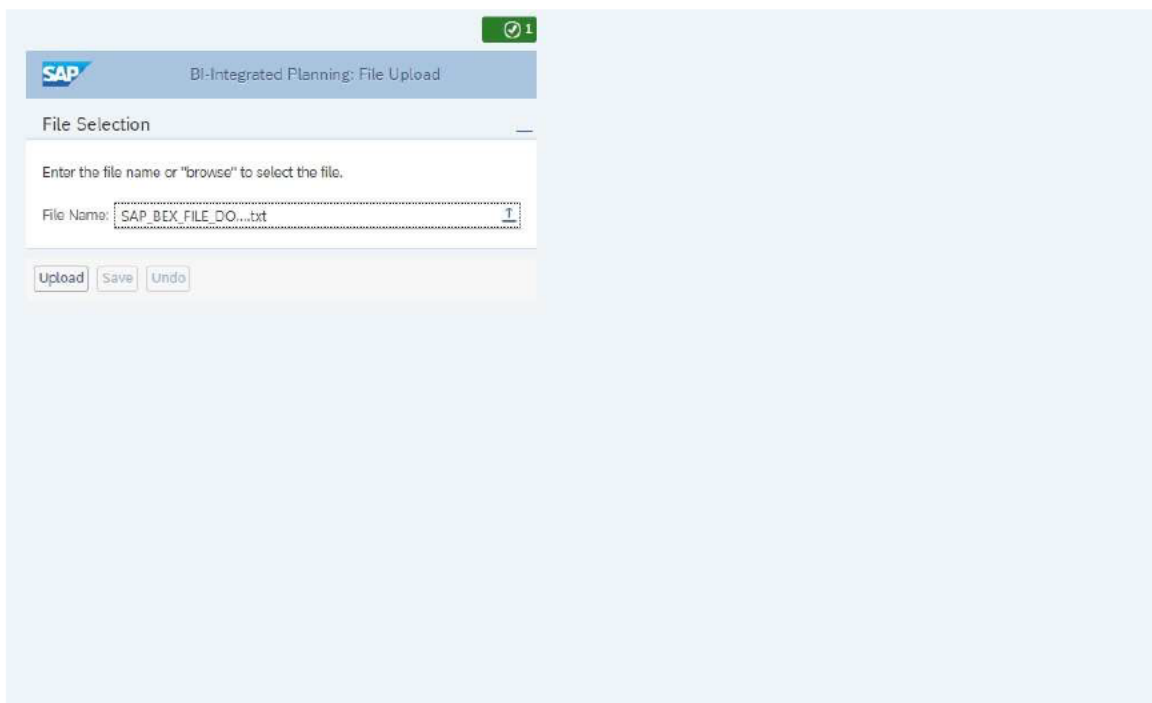 1
SAP BI-Integrated Planning: File Upload
File Selection
Enter the file name or "browse" to select the file.
File Name: SAP_BEX_FILE_DO....txt
Upload Save Undo